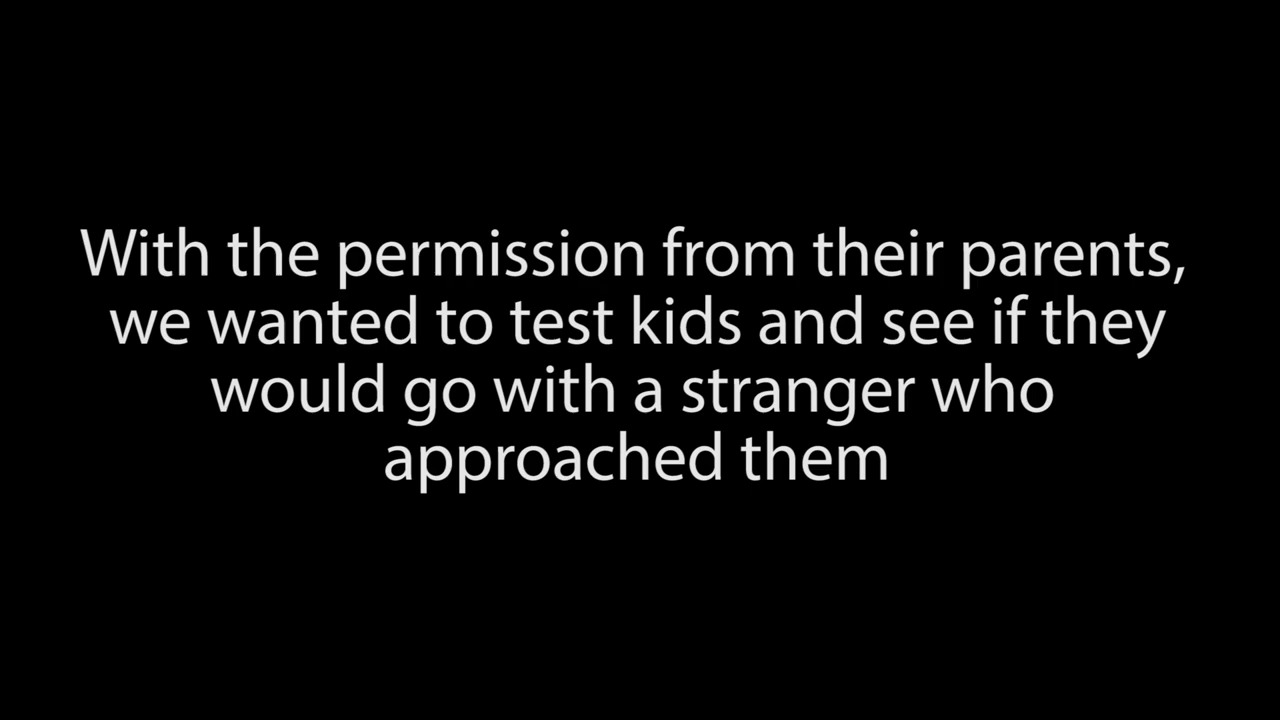 With the permission from their parents,
we wanted to test kids and see if they
would go with a stranger who
approached them